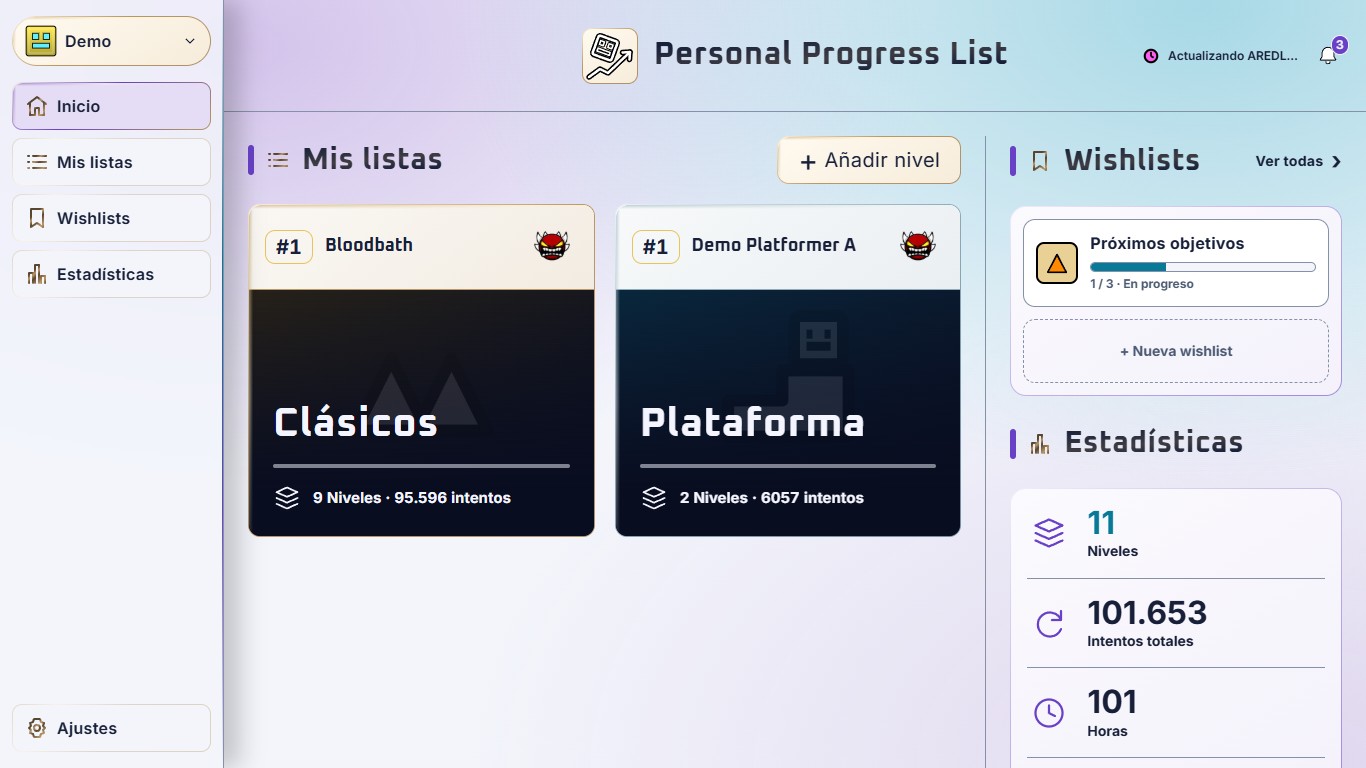 Demo
Inicio
Mis listas
Wishlists
Estadísticas
Ajustes
Personal Progress List
Actualizando AREDL...
3
Mis listas
+ Añadir nivel
#1 Bloodbath
Clásicos
9 Niveles · 95.596 intentos
#1 Demo Platformer A
Plataforma
2 Niveles · 6057 intentos
Wishlists
Ver todas
Próximos objetivos
1 / 3 · En progreso
+ Nueva wishlist
Estadísticas
11
Niveles
101.653
Intentos totales
101
Horas